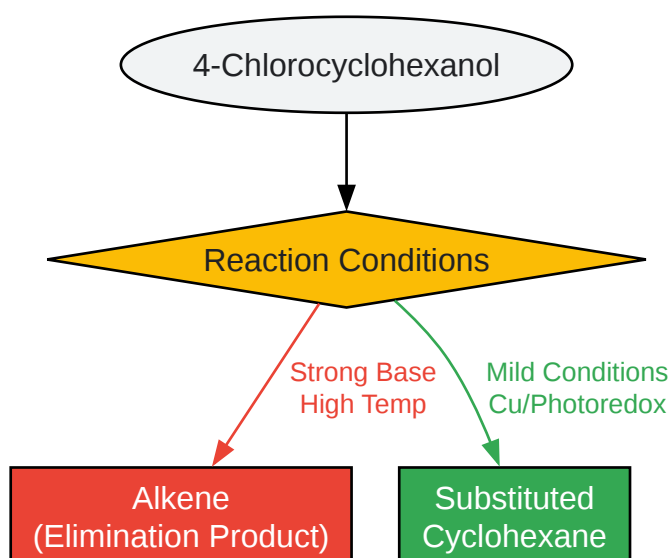 4-Chlorocyclohexanol
Reaction Conditions
Strong Base
High Temp
Mild Conditions
Cu/Photoredox
Alkene
(Elimination Product)
Substituted
Cyclohexane